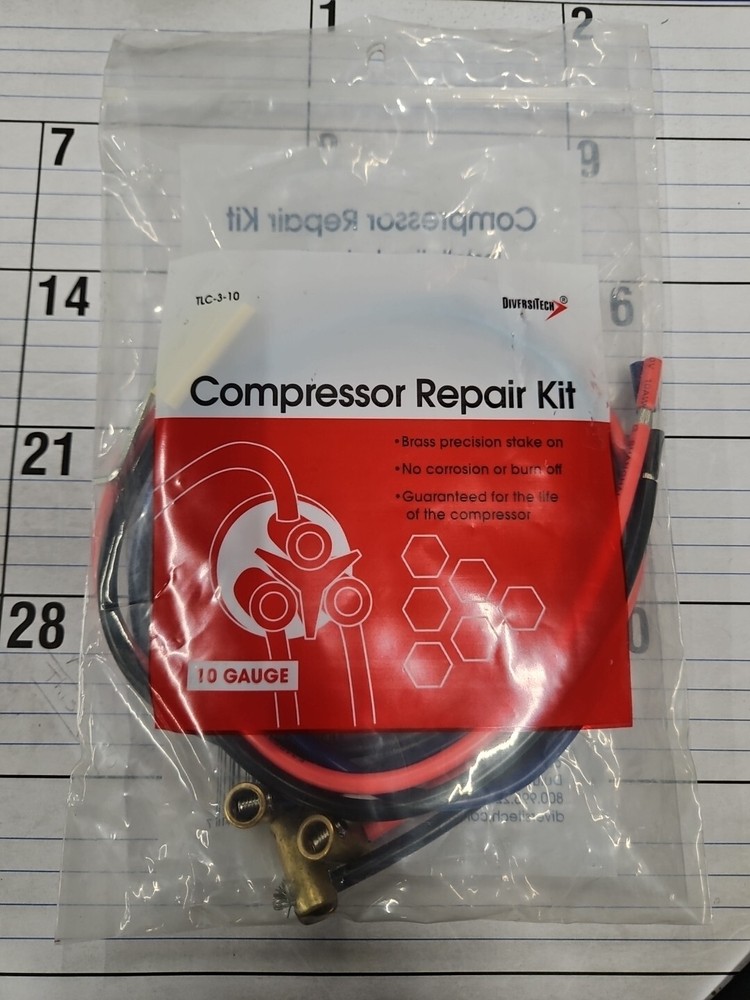 1
2
7
9
Compressor Repair Kit
14
TLC-3-10
DIVERSITECH®
6
Compressor Repair Kit
21
•Brass precision stake on
•No corrosion or burn off
•Guaranteed for the life
of the compressor
28
0
10 GAUGE